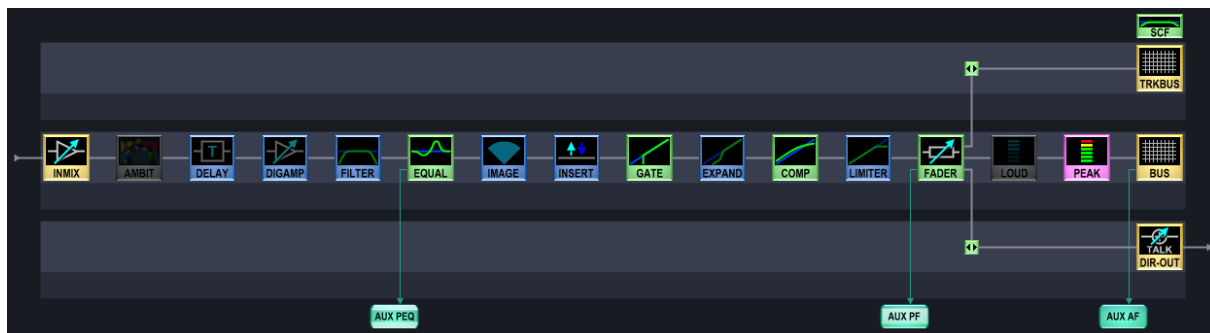 SCF
TRKBUS
INMIX
AMBIT
T
DELAY
DIGAMP
FILTER
EQUAL
IMAGE
INSERT
GATE
EXPAND
COMP
LIMITER
FADER
LOUD
PEAK
BUS
TALK
DIR-OUT
AUX PEQ
AUX PF
AUX AF